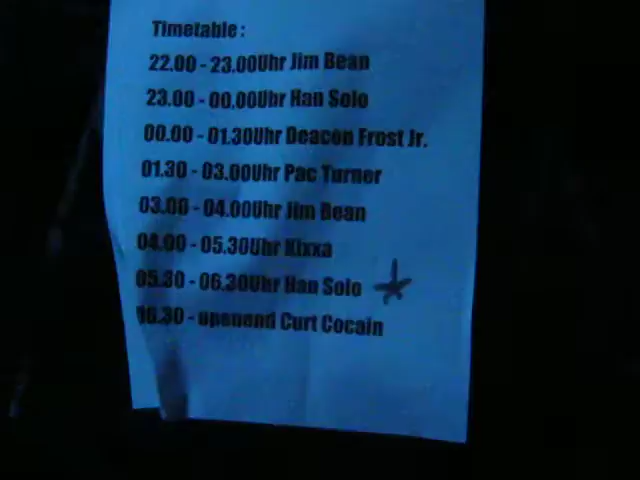 Timetable:
22.00 - 23.00Uhr Jim Bean
23.00 - 00.00Uhr Han Solo
00.00 - 01.30Uhr Deacon Frost Jr.
01.30 - 03.00Uhr Pac Turner
03.00 - 04.00Uhr Jim Bean
04.00 - 05.30Uhr Kixxa
05.30 - 06.30Uhr Han Solo
06.30 - openend Curt Cocain